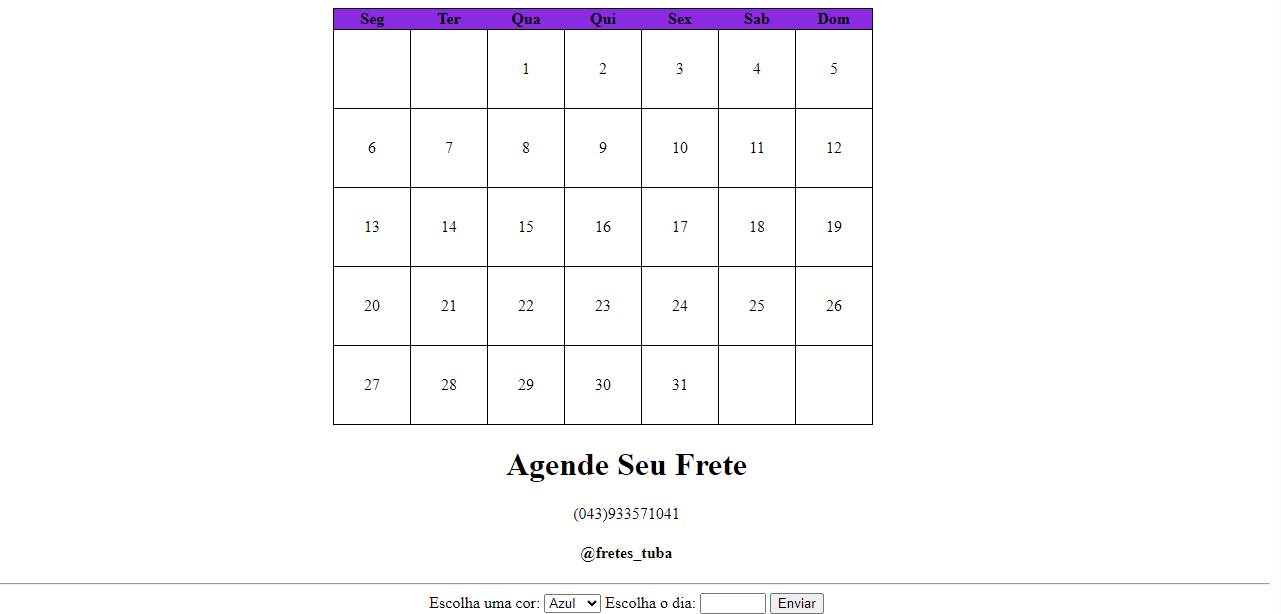 Seg Ter Qua Qui Sex Sab Dom
1 2 3 4 5
6 7 8 9 10 11 12
13 14 15 16 17 18 19
20 21 22 23 24 25 26
27 28 29 30 31
Agende Seu Frete
(043)933571041
@fretes_tuba
Escolha uma cor: Azul Escolha o dia: Enviar